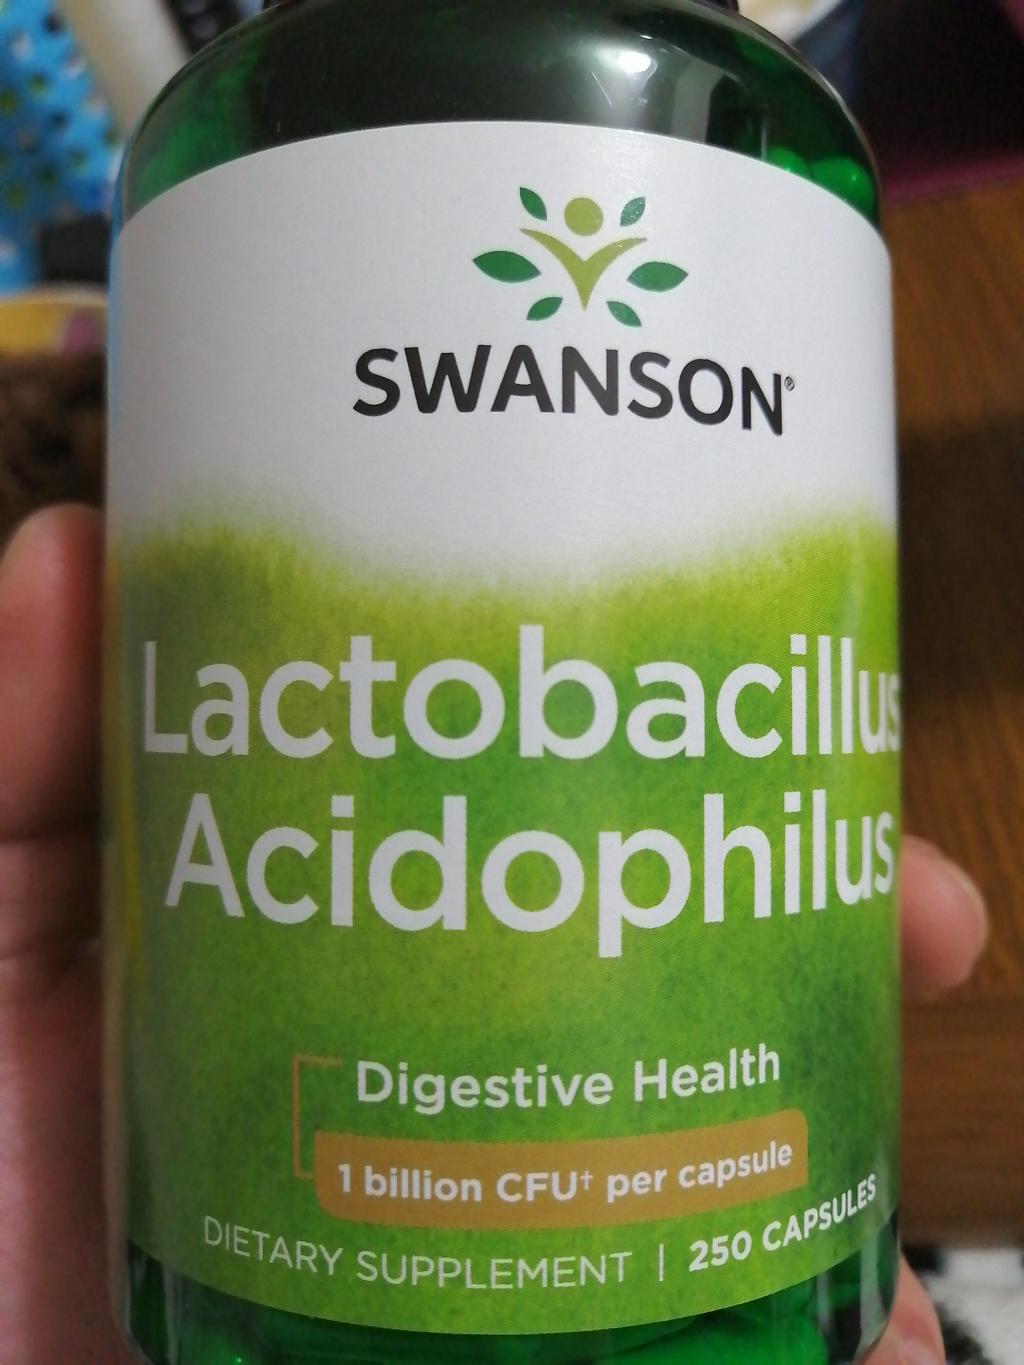 SWANSON®
Lactobacillus
Acidophilus
Digestive Health
1 billion CFU† per capsule
DIETARY SUPPLEMENT | 250 CAPSULES